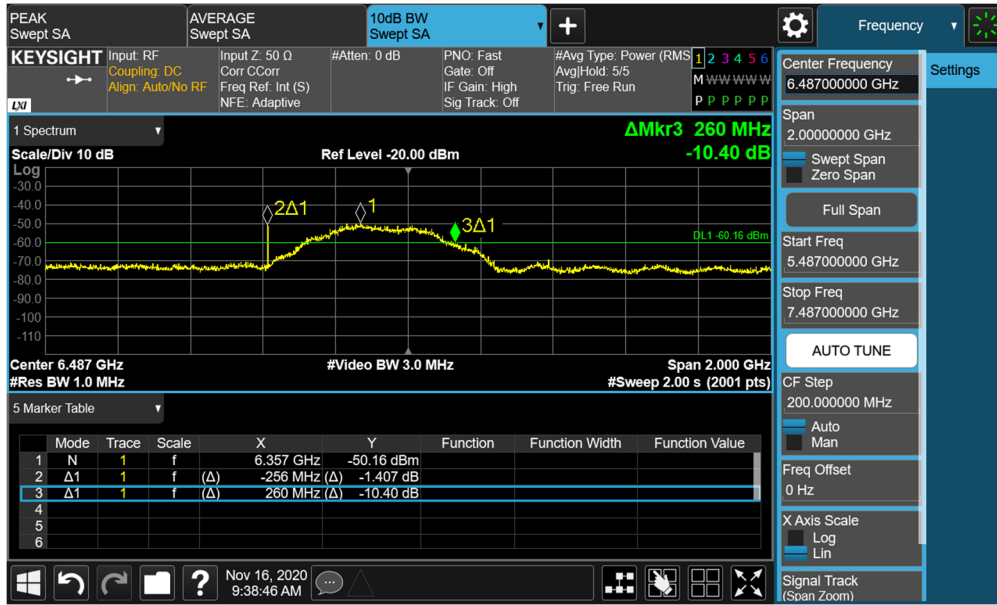 PEAK
Swept SA
AVERAGE
Swept SA
10dB BW
Swept SA
Frequency
KEYSIGHT
LXI
Input: RF
Coupling: DC
Align: Auto/No RF
Input Z: 50 Ω
Corr CCorr
Freq Ref: Int (S)
NFE: Adaptive
#Atten: 0 dB
PNO: Fast
Gate: Off
IF Gain: High
Sig Track: Off
#Avg Type: Power (RMS
Avg|Hold: 5/5
Trig: Free Run
1 2 3 4 5 6
M W W W W W
P P P P P P
1 Spectrum
ΔMkr3 260 MHz
-10.40 dB
Scale/Div 10 dB
Ref Level -20.00 dBm
Log
-30.0
-40.0
-50.0
-60.0
-70.0
-80.0
-90.0
-100
-110
2Δ1
1
3Δ1
DL1 -60.16 dBm
Center 6.487 GHz
#Video BW 3.0 MHz
Span 2.000 GHz
#Res BW 1.0 MHz
#Sweep 2.00 s (2001 pts)
5 Marker Table
Mode Trace Scale X Y Function Function Width Function Value
1 N 1 f 6.357 GHz -50.16 dBm
2 Δ1 1 f (Δ) -256 MHz (Δ) -1.407 dB
3 Δ1 1 f (Δ) 260 MHz (Δ) -10.40 dB
4
5
6
Nov 16, 2020
9:38:46 AM
Center Frequency
6.487000000 GHz
Span
2.00000000 GHz
Swept Span
Zero Span
Full Span
Start Freq
5.487000000 GHz
Stop Freq
7.487000000 GHz
AUTO TUNE
CF Step
200.000000 MHz
Auto
Man
Freq Offset
0 Hz
X Axis Scale
Log
Lin
Signal Track
(Span Zoom)
Settings